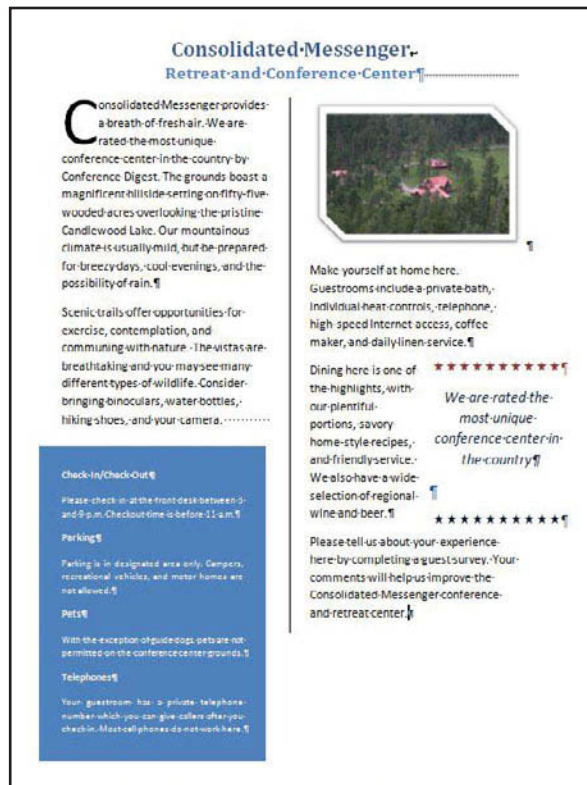 Consolidated Messenger
Retreat and Conference Center¶
Consolidated Messenger provides
a breath of fresh air. We are
rated the most unique
conference center in the country by
Conference Digest. The grounds boast a
magnificent hillside setting on fifty-five
wooded acres overlooking the pristine
Candlewood Lake. Our mountainous
climate is usually mild, but be prepared
for breezy days, cool evenings, and the
possibility of rain.¶
Scenic trails offer opportunities for
exercise, contemplation, and
communing with nature. The vistas are
breathtaking and you may see many
different types of wildlife. Consider
bringing binoculars, water bottles,
hiking shoes, and your camera.
Check-In/Check-Out¶
Please check in at the front desk between 5
and 9 p.m. Checkout time is before 11 a.m.¶
Parking¶
Parking is in designated area only. Campers,
recreational vehicles, and motor homes are
not allowed.¶
Pets¶
With the exception of guide dogs, pets are not
permitted on the conference center grounds.¶
Telephones¶
Your guestroom has a private telephone
number which you can give callers after you
check in. Most cell phones do not work here.¶
¶
Make yourself at home here.
Guestrooms include a private bath,
individual heat controls, telephone,
high-speed Internet access, coffee
maker, and daily linen service.¶
Dining here is one of
the highlights, with
our plentiful
portions, savory
home-style recipes,
and friendly service.
We also have a wide
selection of regional
wine and beer.¶
★★★★★★★★★★¶
We are rated the
most unique
conference center in
the country¶
¶
★★★★★★★★★★¶
Please tell us about your experience
here by completing a guest survey. Your
comments will help us improve the
Consolidated Messenger conference
and retreat center.¶